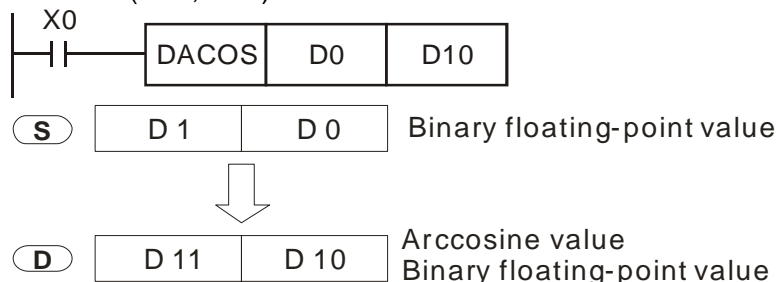 X0
DACOS D0 D10
S D 1 D 0 Binary floating-point value
D D 11 D 10 Arccosine value
Binary floating-point value